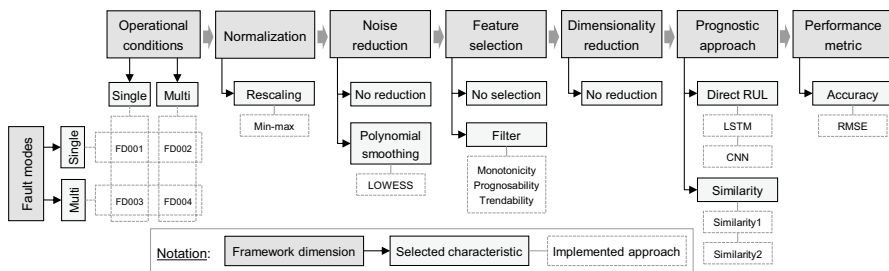 Operational
conditions
Normalization
Noise
reduction
Feature
selection
Dimensionality
reduction
Prognostic
approach
Performance
metric
Single
Multi
Rescaling
No reduction
No selection
No reduction
Direct RUL
Accuracy
Min-max
LSTM
RMSE
Fault modes
Single
Multi
FD001
FD002
FD003
FD004
Polynomial
smoothing
LOWESS
Filter
Monotonicity
Prognosability
Trendability
CNN
Similarity
Similarity1
Similarity2
Notation:
Framework dimension
Selected characteristic
Implemented approach